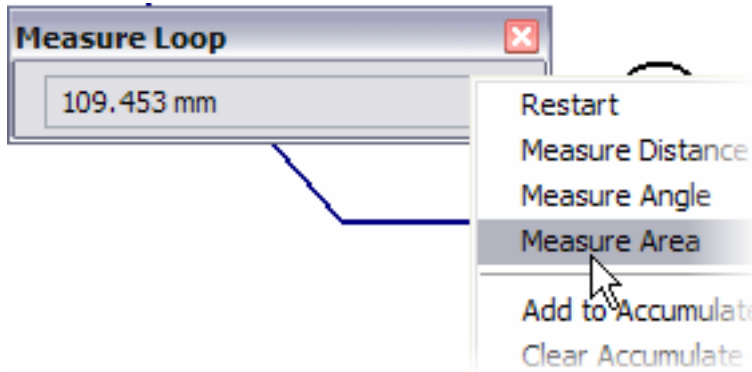 Measure Loop
109.453 mm
Restart
Measure Distance
Measure Angle
Measure Area
Add to Accumulate
Clear Accumulate